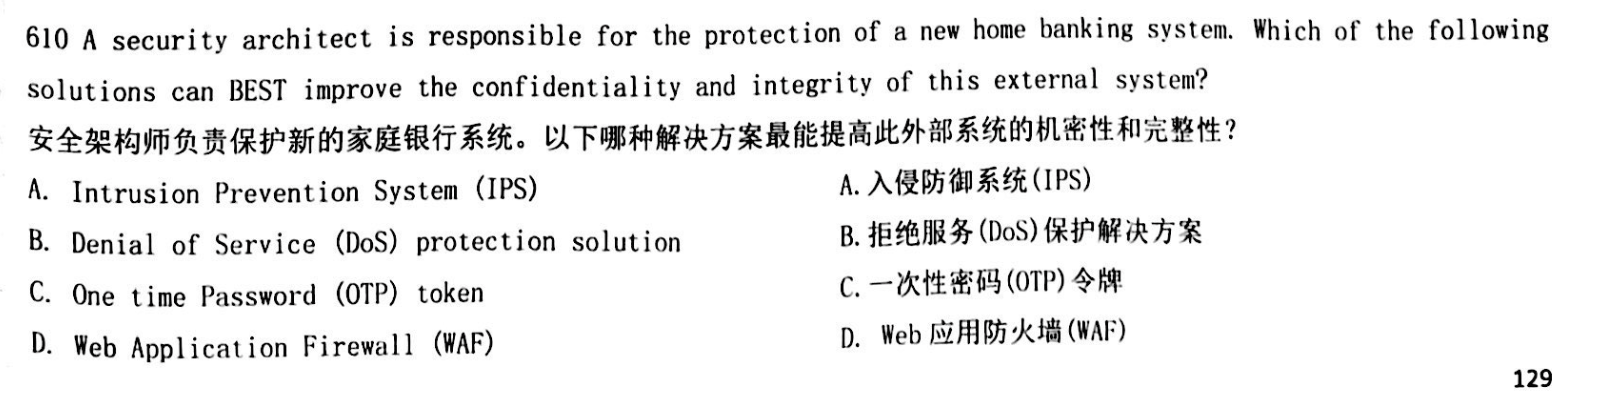 610 A security architect is responsible for the protection of a new home banking system. Which of the following
solutions can BEST improve the confidentiality and integrity of this external system?
安全架构师负责保护新的家庭银行系统。以下哪种解决方案最能提高此外部系统的机密性和完整性？
A. Intrusion Prevention System (IPS)
A. 入侵防御系统(IPS)
B. Denial of Service (DoS) protection solution
B. 拒绝服务(DoS)保护解决方案
C. One time Password (OTP) token
C. 一次性密码(OTP)令牌
D. Web Application Firewall (WAF)
D. Web 应用防火墙(WAF)
129